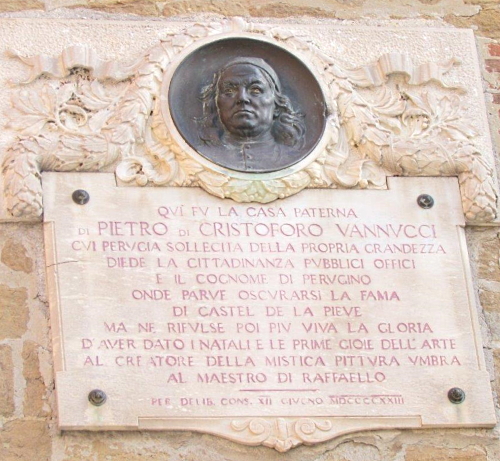 QVÍ FV LA CASA PATERNA
DI PIETRO DI CRISTOFORO VANNVCCI
CVI PERVGIA SOLLECITA DELLA PROPRIA GRANDEZZA
DIEDE LA CITTADINANZA PVBBLICI OFFICI
E IL COGNOME DI PERVGINO
ONDE PARVE OSCVRARSI LA FAMA
DI CASTEL DE LA PIEVE
MA NE RIFVLSE POI PIV VIVA LA GLORIA
D'AVER DATO I NATALI E LE PRIME GIOIE DELL'ARTE
AL CREATORE DELLA MISTICA PITTVRA VMBRA
AL MAESTRO DI RAFFAELLO
PER DELIB. CONS. XII GIVGNO MDCCCCXXIII